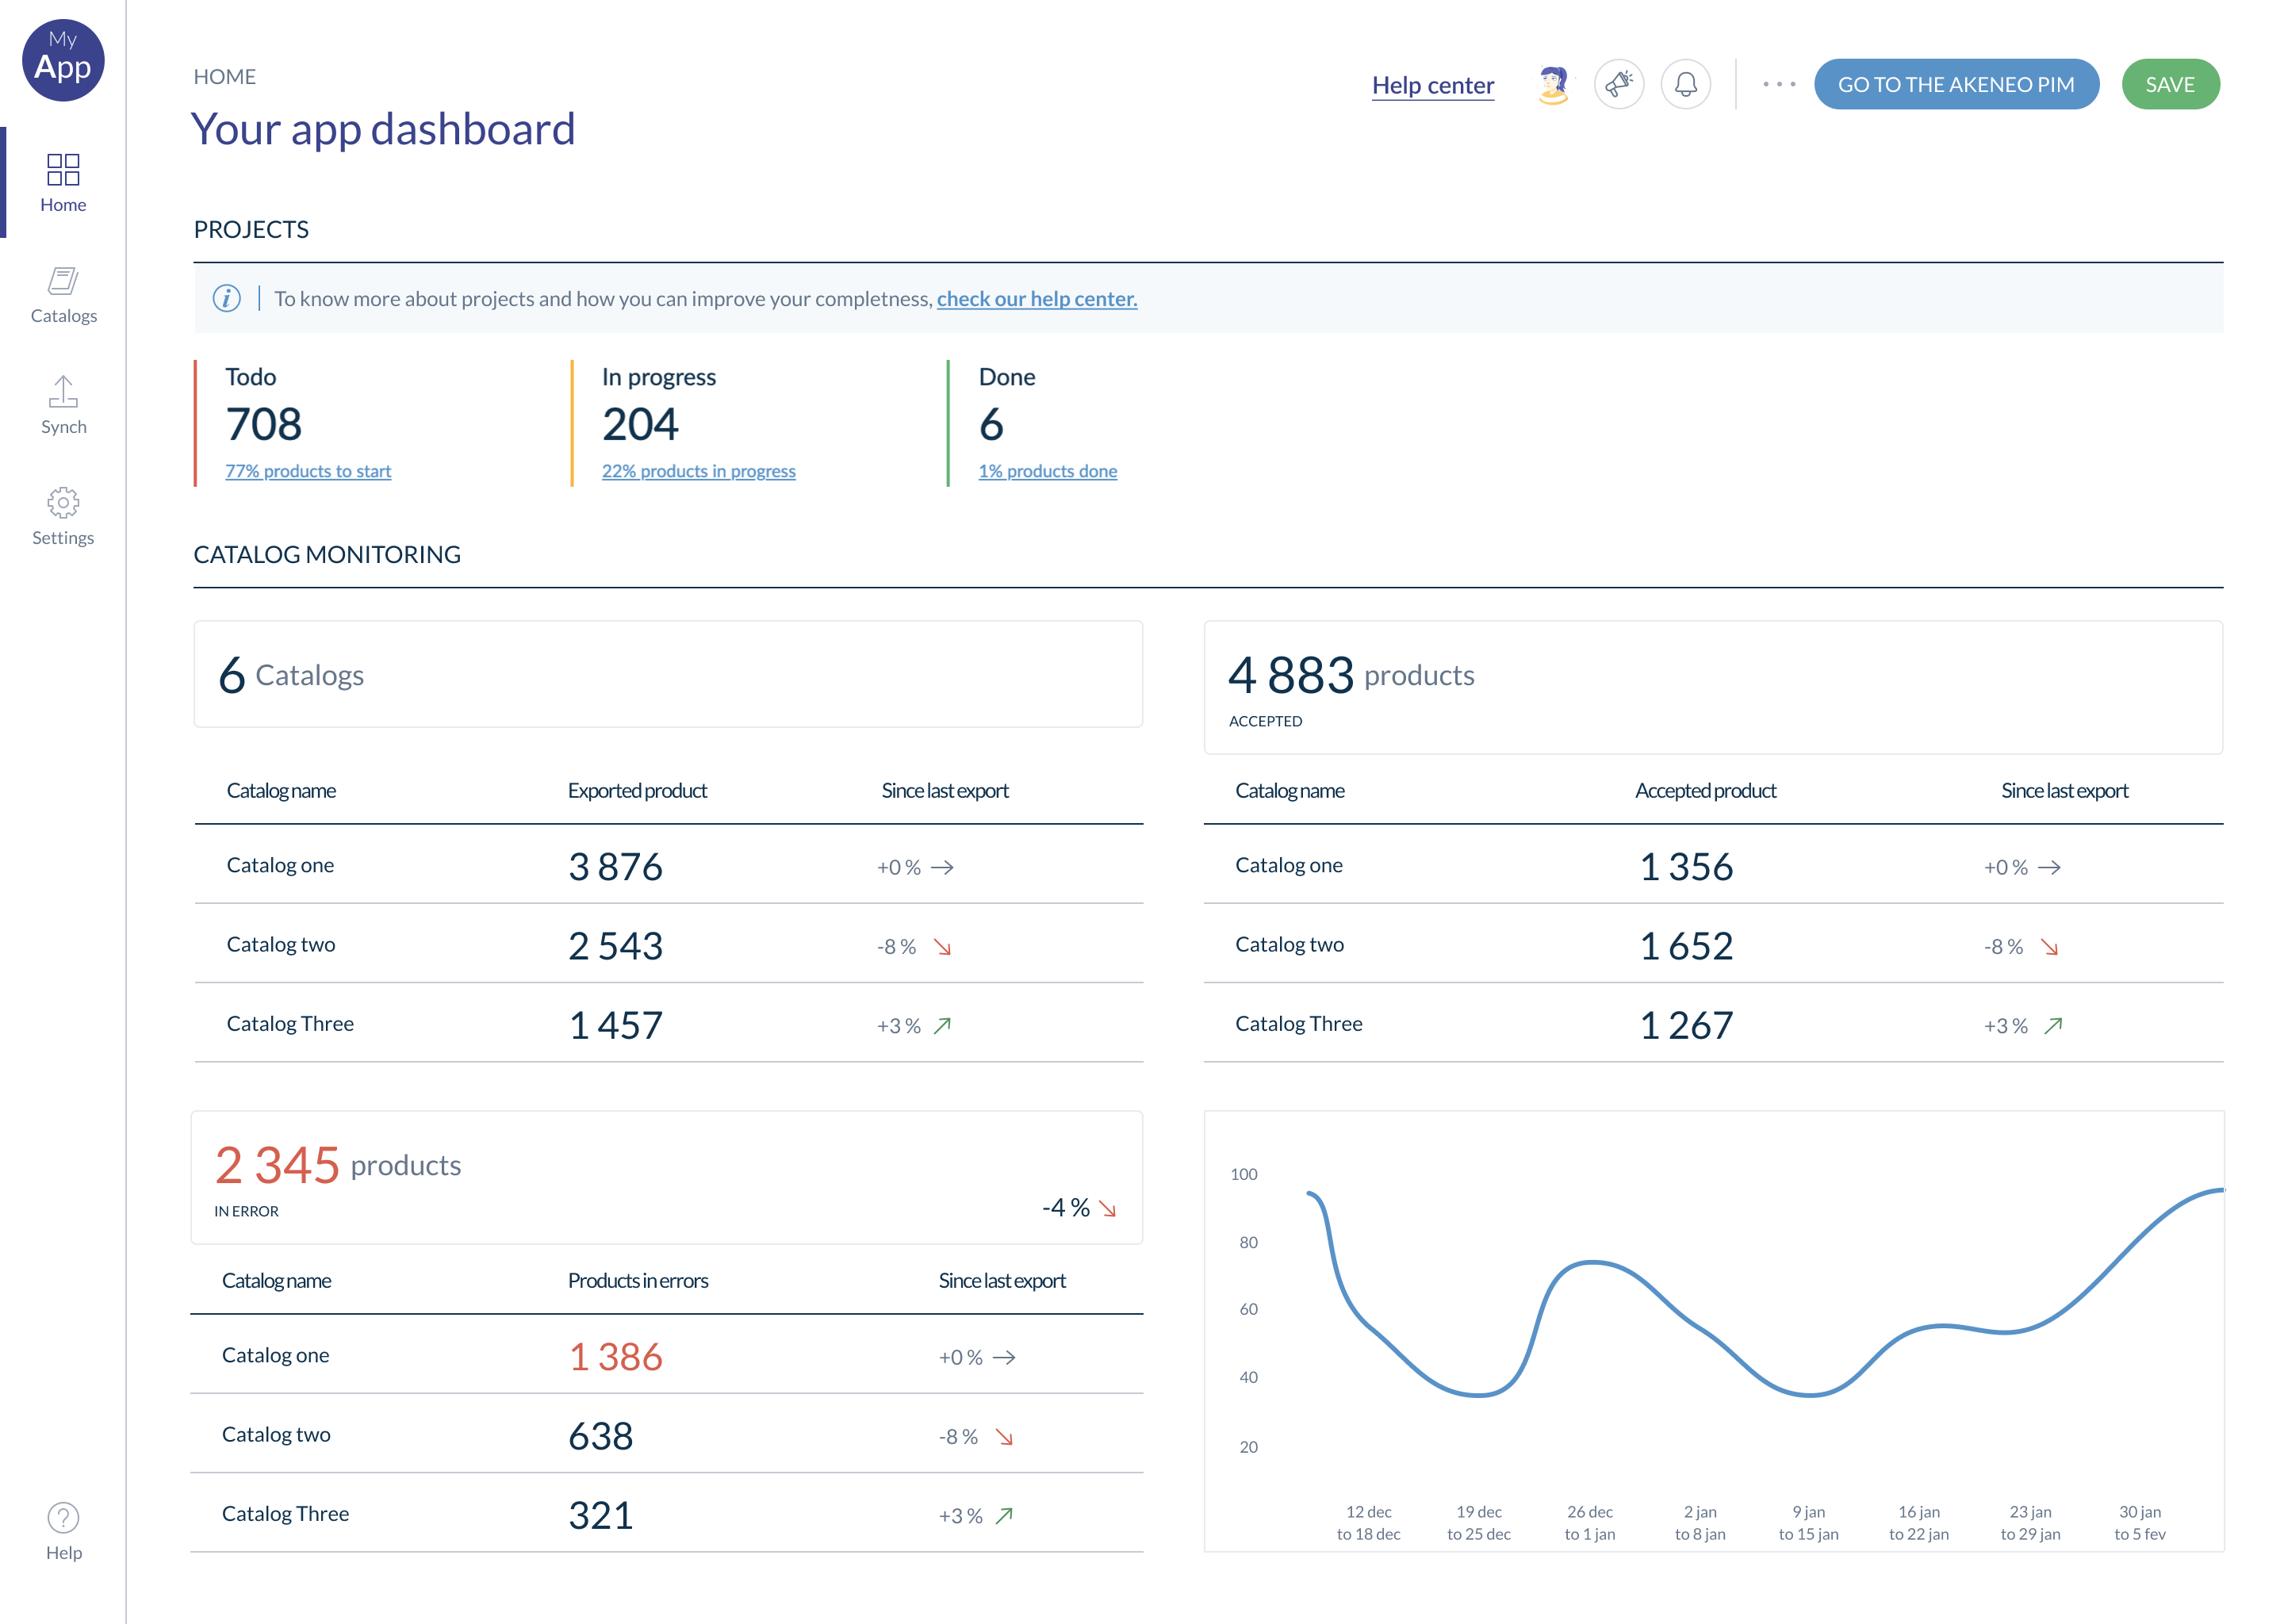 My
App
Home
Catalogs
Synch
Settings
Help
HOME
Your app dashboard
Help center
GO TO THE AKENEO PIM
SAVE
PROJECTS
To know more about projects and how you can improve your completness, check our help center.
Todo
708
77% products to start
In progress
204
22% products in progress
Done
6
1% products done
CATALOG MONITORING
6 Catalogs
Catalog name Exported product Since last export
Catalog one 3 876 +0 %
Catalog two 2 543 -8 %
Catalog Three 1 457 +3 %
4 883 products
ACCEPTED
Catalog name Accepted product Since last export
Catalog one 1 356 +0 %
Catalog two 1 652 -8 %
Catalog Three 1 267 +3 %
2 345 products
IN ERROR
-4 %
Catalog name Products in errors Since last export
Catalog one 1 386 +0 %
Catalog two 638 -8 %
Catalog Three 321 +3 %
100
80
60
40
20
12 dec
to 18 dec
19 dec
to 25 dec
26 dec
to 1 jan
2 jan
to 8 jan
9 jan
to 15 jan
16 jan
to 22 jan
23 jan
to 29 jan
30 jan
to 5 fev